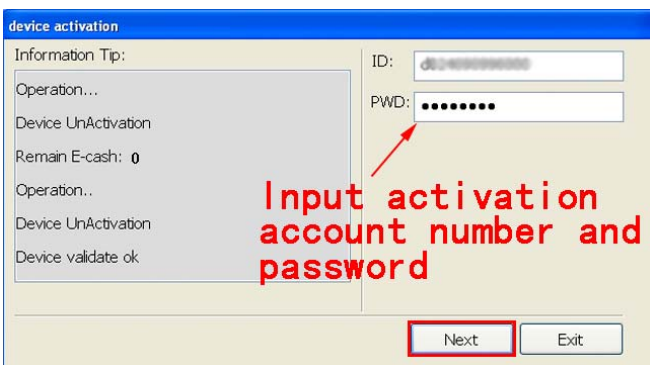 device activation
Information Tip:
Operation...
Device UnActivation
Remain E-cash: 0
Operation..
Device UnActivation
Device validate ok
ID:
PWD: ●●●●●●●●
Input activation
account number and
password
Next
Exit